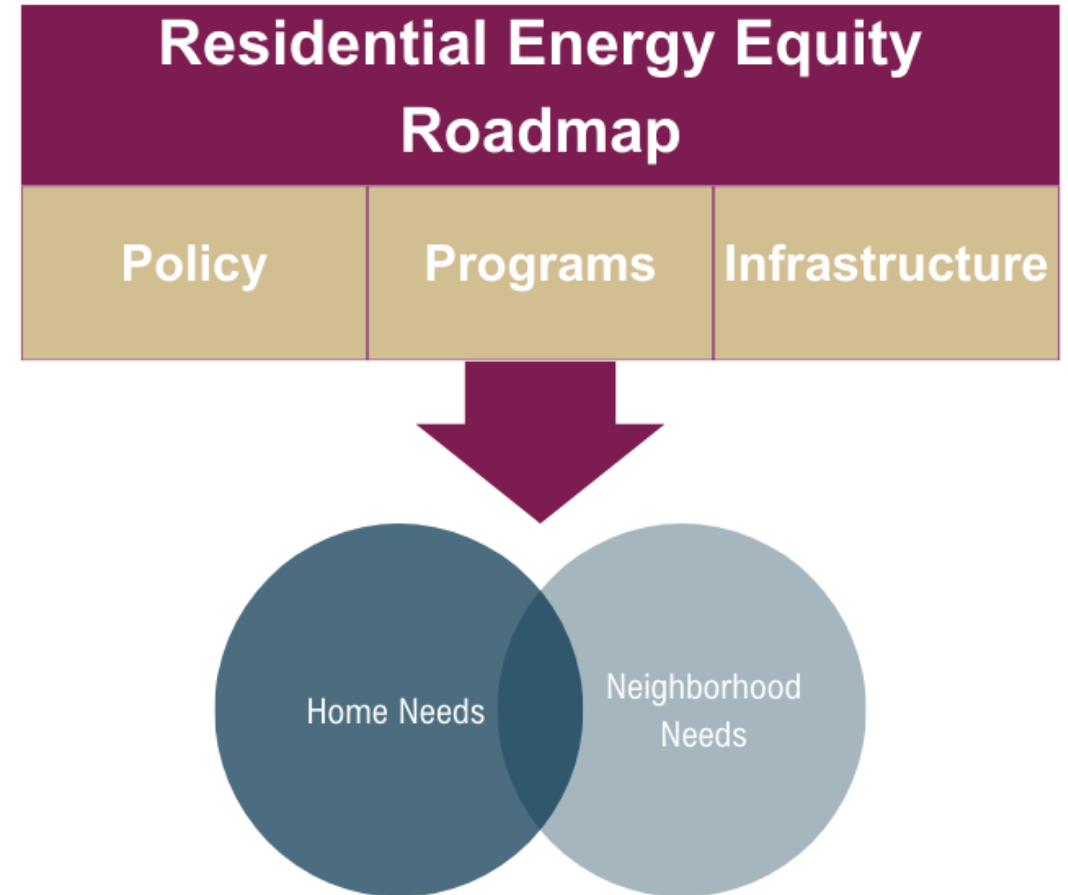 Residential Energy Equity
Roadmap
Policy
Programs
Infrastructure
Home Needs
Neighborhood
Needs